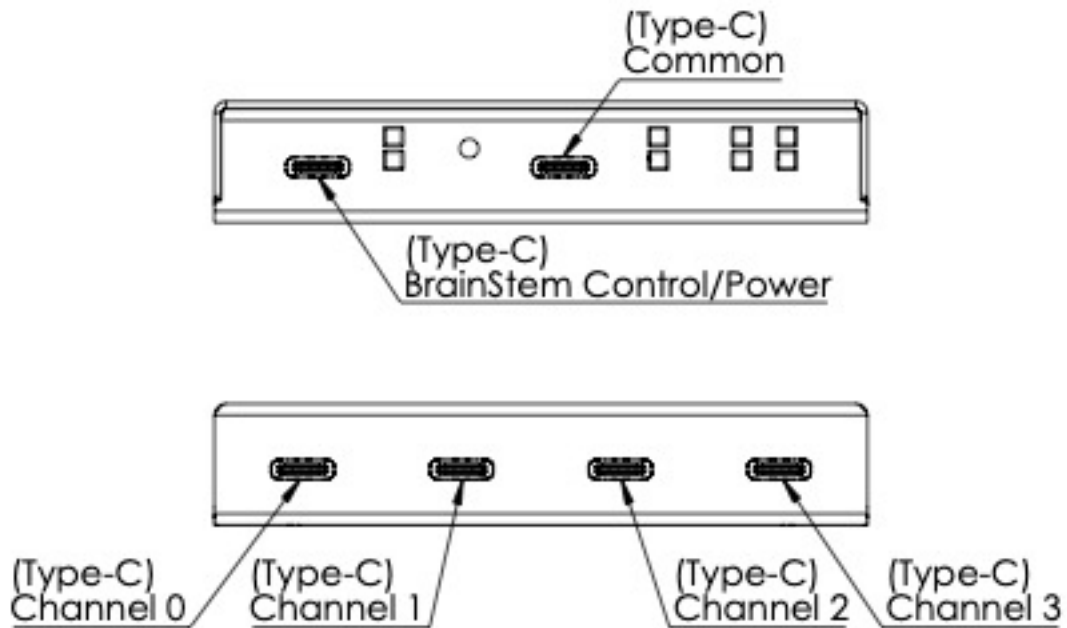 (Type-C)
Common
(Type-C)
BrainStem Control/Power
(Type-C)
Channel 0
(Type-C)
Channel 1
(Type-C)
Channel 2
(Type-C)
Channel 3